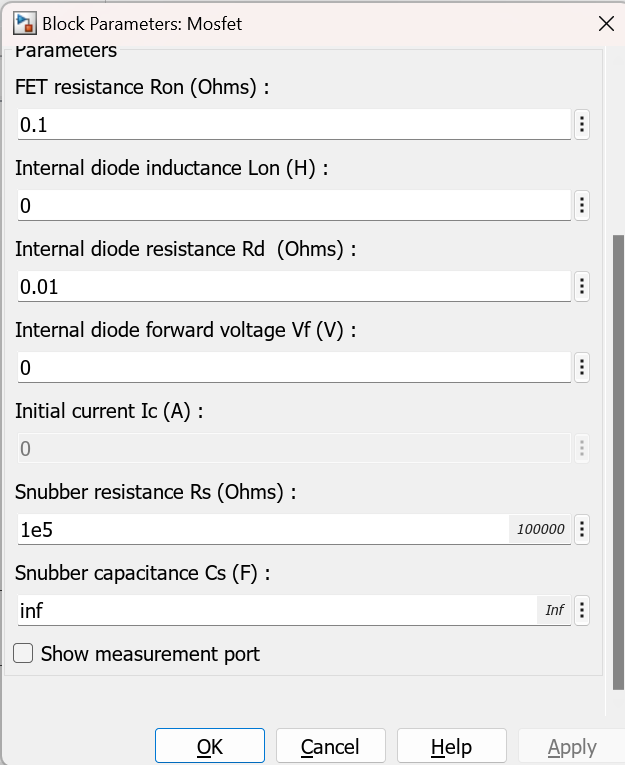 Block Parameters: Mosfet
Parameters
FET resistance Ron (Ohms) :
0.1
Internal diode inductance Lon (H) :
0
Internal diode resistance Rd  (Ohms) :
0.01
Internal diode forward voltage Vf (V) :
0
Initial current Ic (A) :
0
Snubber resistance Rs (Ohms) :
1e5 100000
Snubber capacitance Cs (F) :
inf Inf
Show measurement port
OK Cancel Help Apply